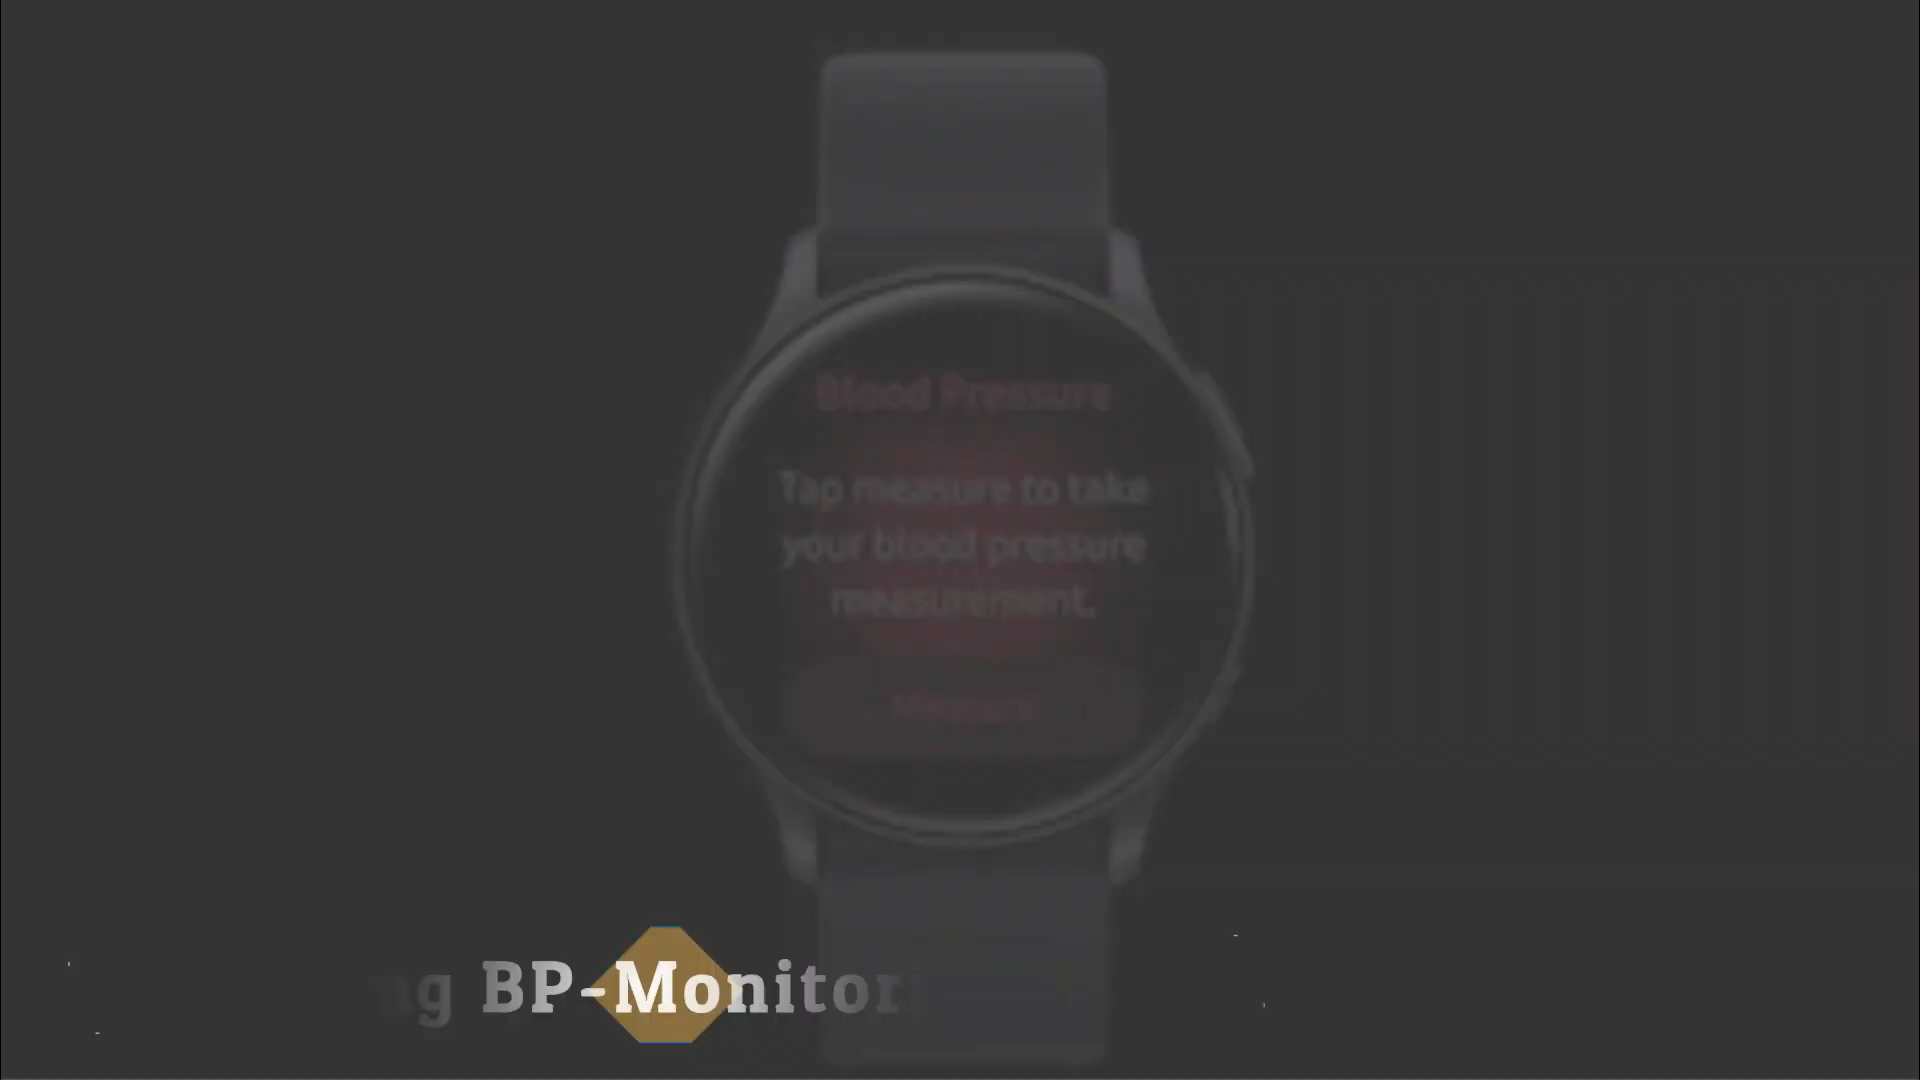 Blood Pressure
Tap measure to take
your blood pressure
measurement.
Measure
BP-Monitor